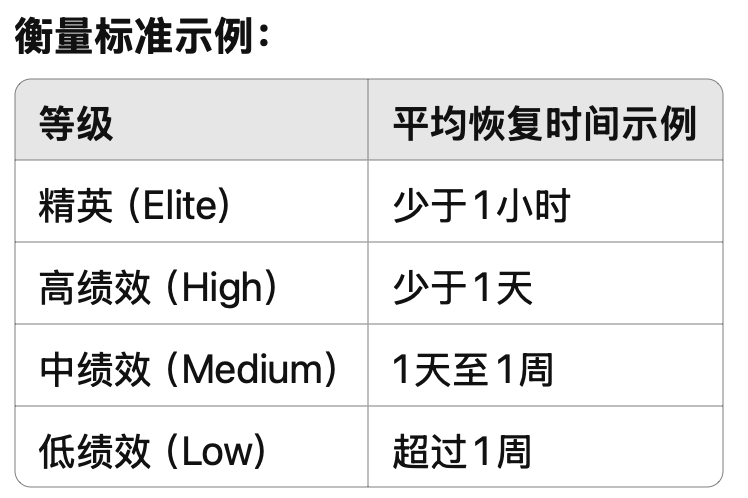 衡量标准示例：
等级 平均恢复时间示例
精英（Elite） 少于1小时
高绩效（High） 少于1天
中绩效（Medium） 1天至1周
低绩效（Low） 超过1周